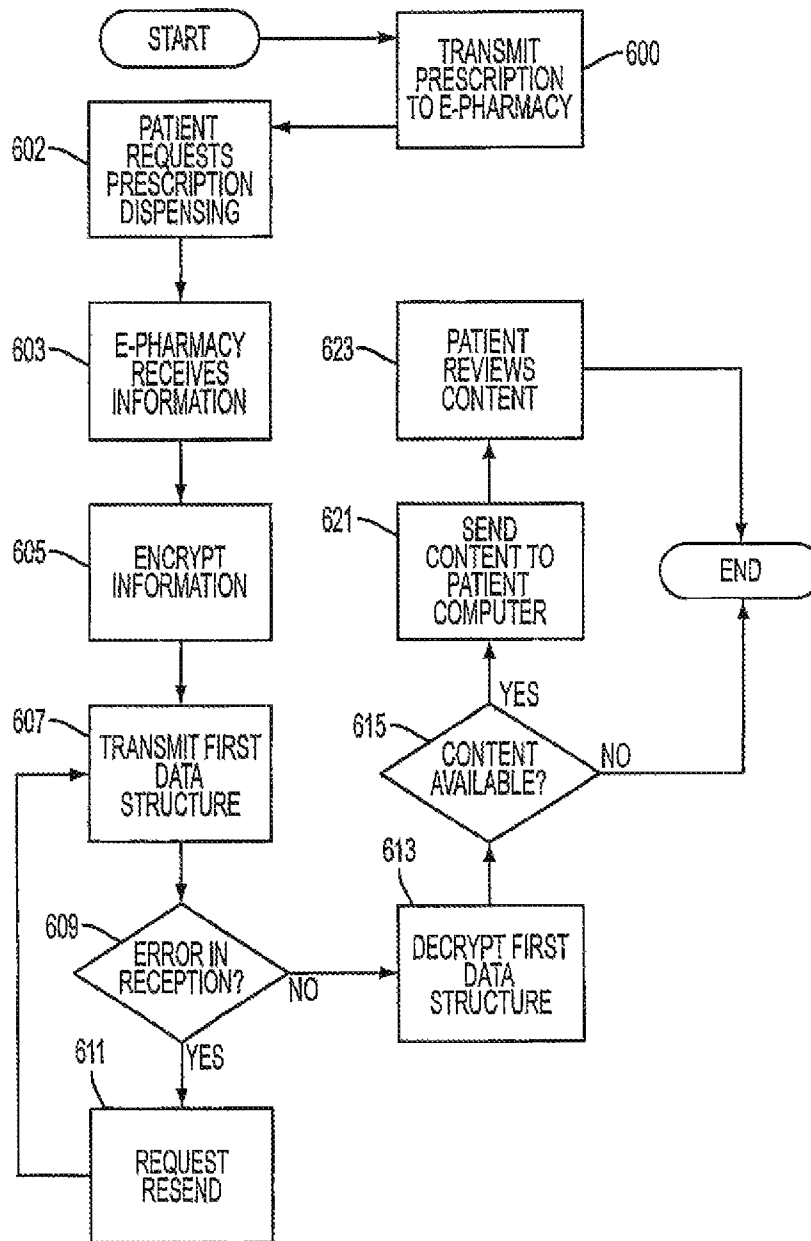 START
TRANSMIT
PRESCRIPTION
TO E-PHARMACY
600
602
PATIENT
REQUESTS
PRESCRIPTION
DISPENSING
603
E-PHARMACY
RECEIVES
INFORMATION
605
ENCRYPT
INFORMATION
607
TRANSMIT FIRST
DATA
STRUCTURE
609
ERROR IN
RECEPTION?
NO
YES
611
REQUEST
RESEND
613
DECRYPT FIRST
DATA
STRUCTURE
615
CONTENT
AVAILABLE?
NO
YES
621
SEND
CONTENT TO
PATIENT
COMPUTER
623
PATIENT
REVIEWS
CONTENT
END